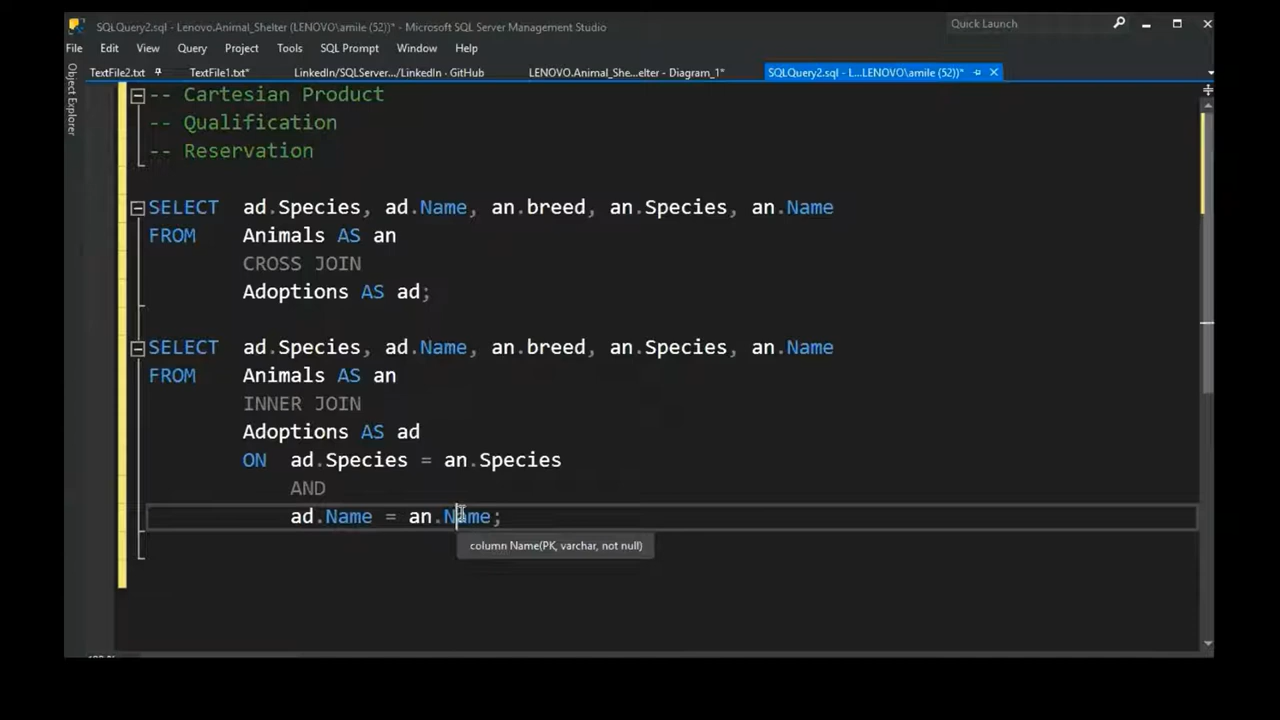 SQLQuery2.sql - Lenovo.Animal_Shelter (LENOVO\amile (52))* - Microsoft SQL Server Management Studio
Quick Launch
File Edit View Query Project Tools SQL Prompt Window Help
TextFile2.txt TextFile1.txt* LinkedIn/SQLServer.../LinkedIn · GitHub LENOVO.Animal_She...elter - Diagram_1* SQLQuery2.sql - L...LENOVO\amile (52))*
Object Explorer
-- Cartesian Product
-- Qualification
-- Reservation
SELECT ad.Species, ad.Name, an.breed, an.Species, an.Name
FROM Animals AS an
CROSS JOIN
Adoptions AS ad;
SELECT ad.Species, ad.Name, an.breed, an.Species, an.Name
FROM Animals AS an
INNER JOIN
Adoptions AS ad
ON ad.Species = an.Species
AND
ad.Name = an.Name;
column Name(PK, varchar, not null)